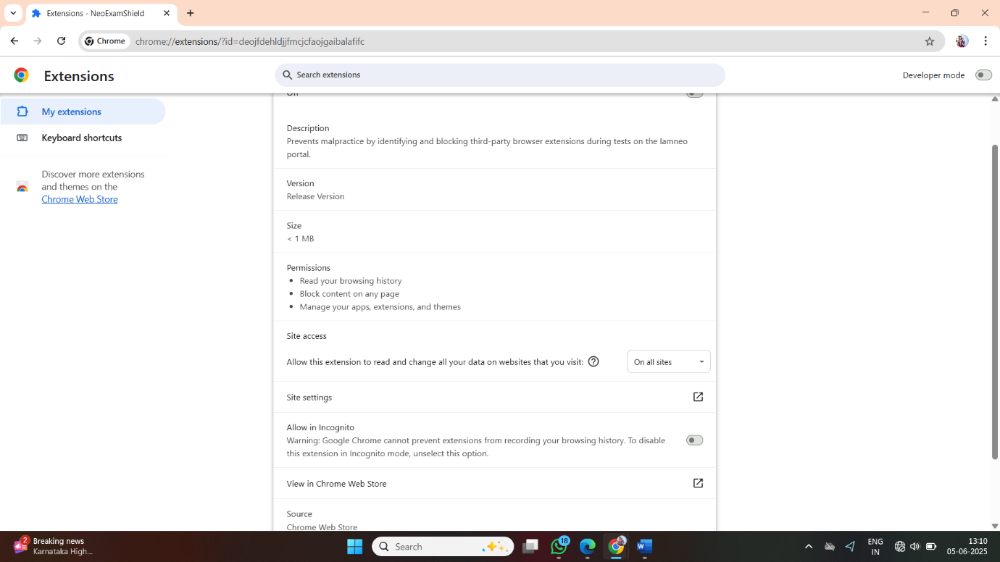 Extensions - NeoExamShield
Chrome
chrome://extensions/?id=deojfdehldjjfmcjcfaojgaibalafifc
Extensions
Search extensions
Developer mode
My extensions
Keyboard shortcuts
Discover more extensions
and themes on the
Chrome Web Store
Off
Description
Prevents malpractice by identifying and blocking third-party browser extensions during tests on the Iamneo
portal.
Version
Release Version
Size
< 1 MB
Permissions
• Read your browsing history
• Block content on any page
• Manage your apps, extensions, and themes
Site access
Allow this extension to read and change all your data on websites that you visit:
On all sites
Site settings
Allow in Incognito
Warning: Google Chrome cannot prevent extensions from recording your browsing history. To disable
this extension in Incognito mode, unselect this option.
View in Chrome Web Store
Source
Chrome Web Store
2
Breaking news
Karnataka High...
Search
18
ENG
IN
13:10
05-06-2025